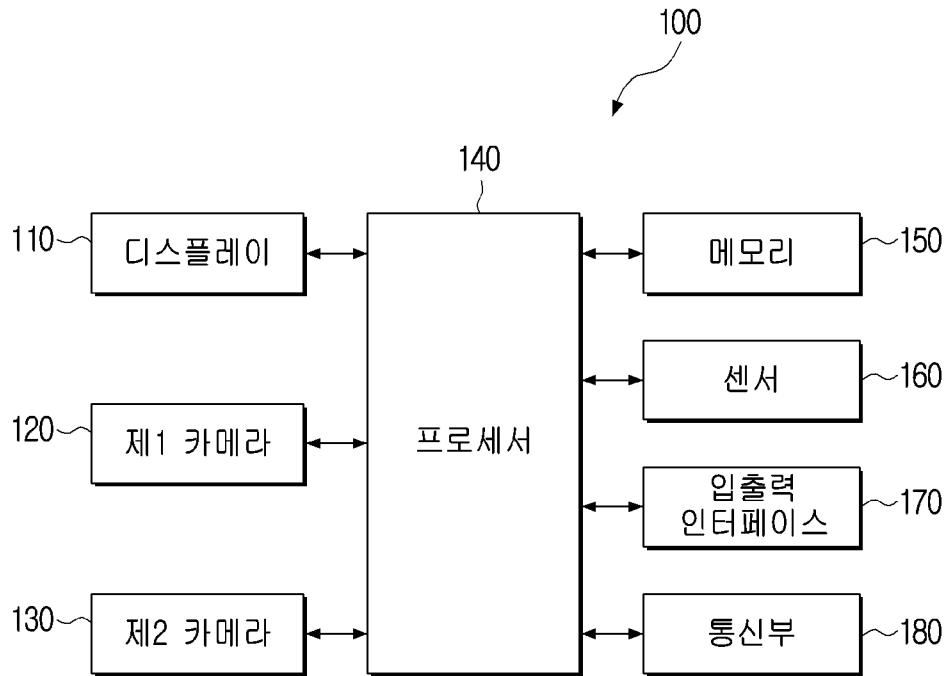 100
140
110
디스플레이
메모리
150
센서
160
120
제1 카메라
프로세서
입출력
인터페이스
170
130
제2 카메라
통신부
180